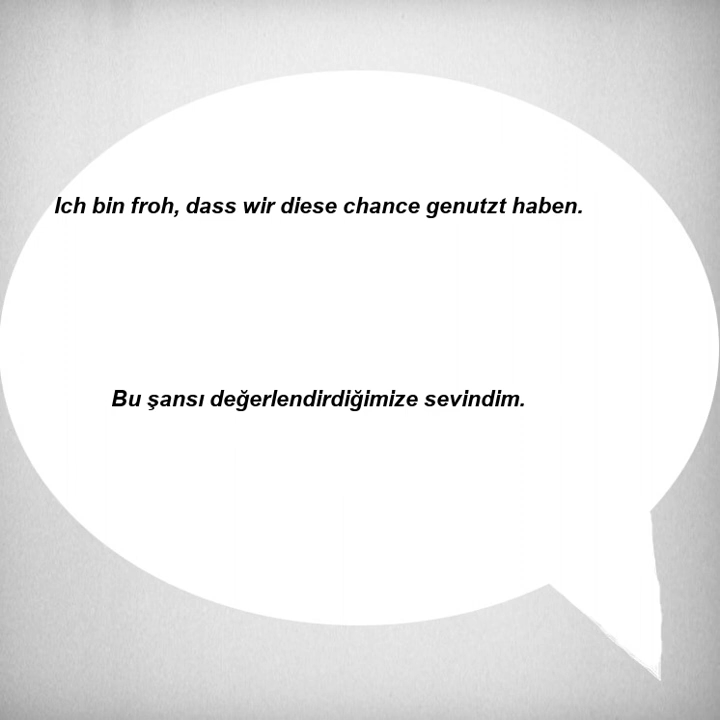 Ich bin froh, dass wir diese chance genutzt haben.
Bu şansı değerlendirdiğimize sevindim.